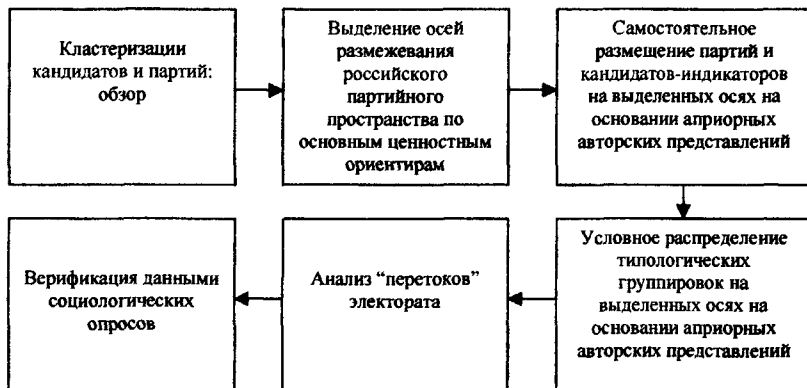 Кластеризации
кандидатов и партий:
обзор
Выделение осей
размежевания
российского
партийного
пространства по
основным ценностным
ориентирам
Самостоятельное
размещение партий и
кандидатов-индикаторов
на выделенных осях на
основании априорных
авторских представлений
Условное распределение
типологических
группировок на
выделенных осях на
основании априорных
авторских представлений
Анализ “перетоков”
электората
Верификация данными
социологических
опросов